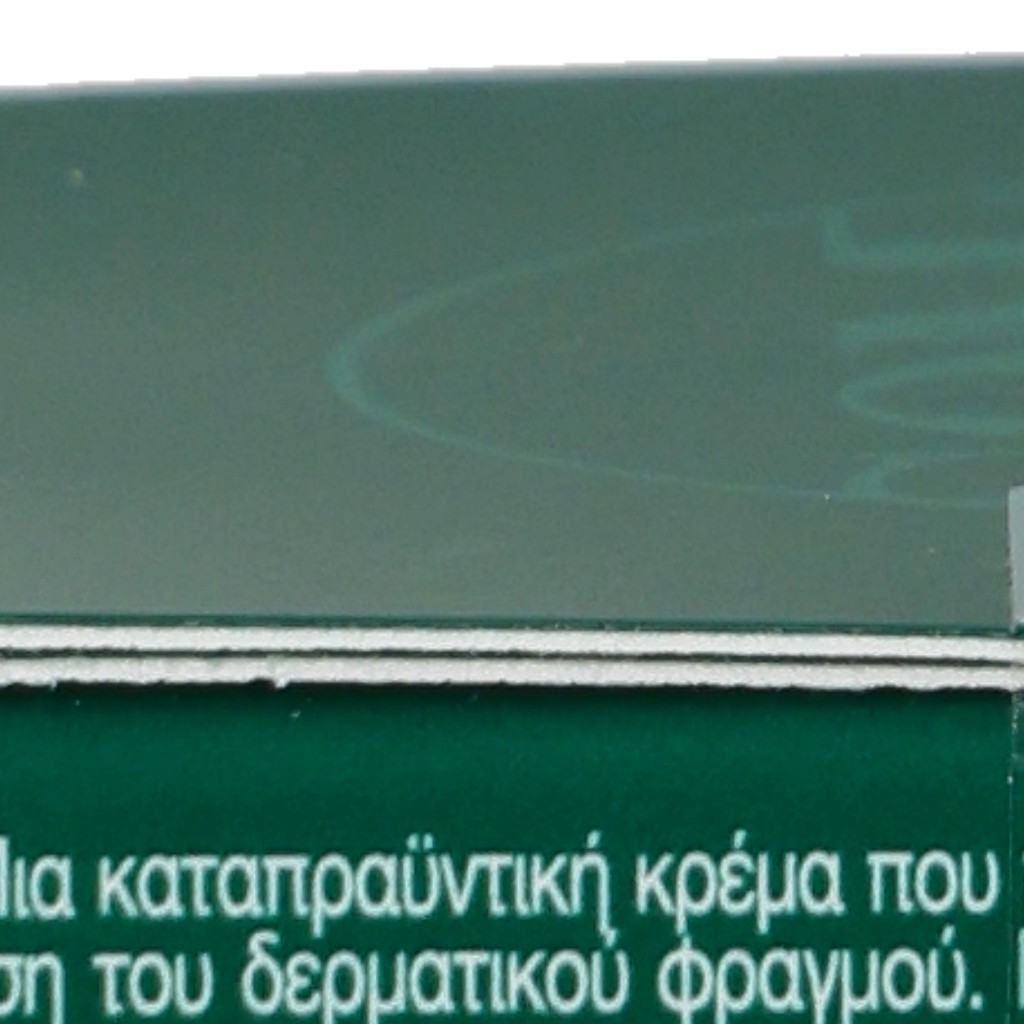 Μια καταπραϋντική κρέμα που
ση του δερματικού φραγμού.